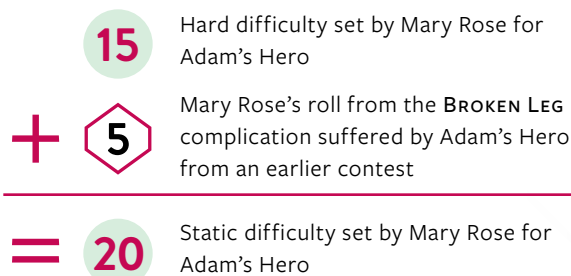 15 Hard difficulty set by Mary Rose for
Adam's Hero
+ 5 Mary Rose's roll from the BROKEN LEG
complication suffered by Adam's Hero
from an earlier contest
= 20 Static difficulty set by Mary Rose for
Adam's Hero